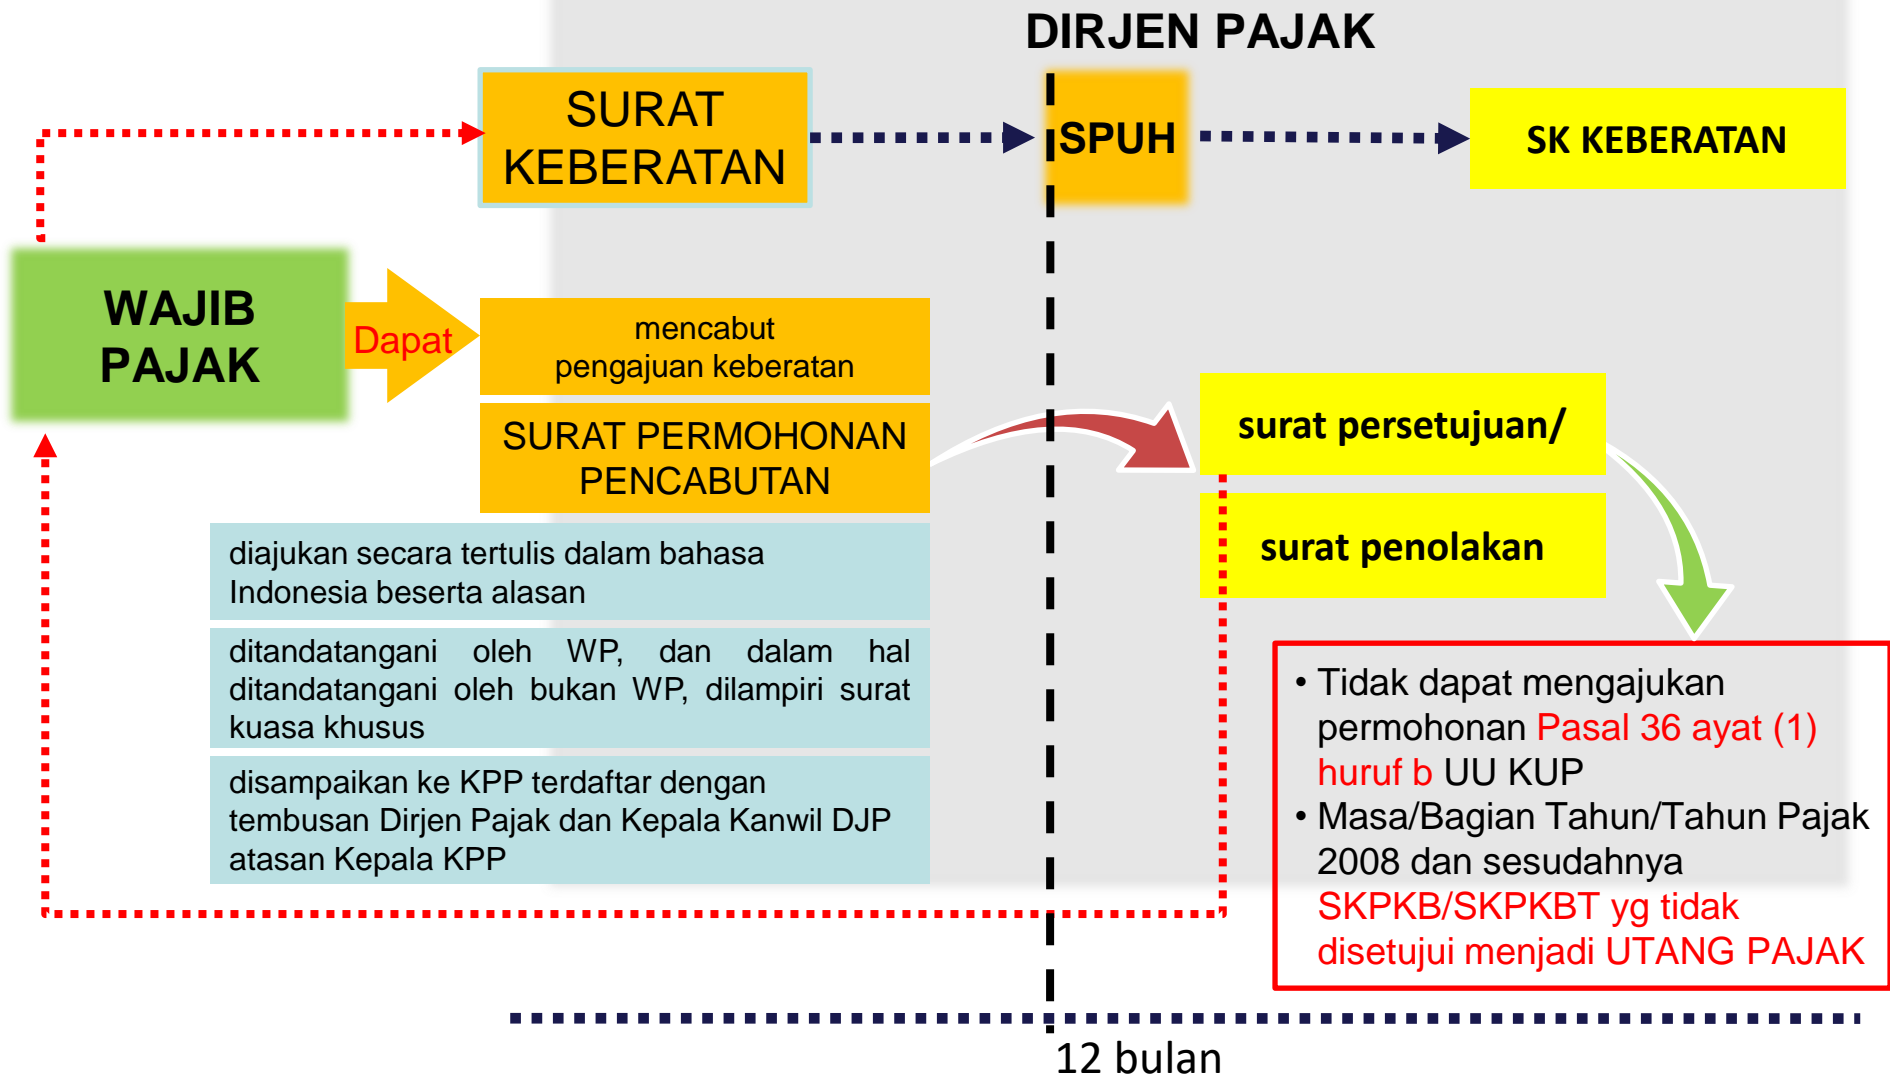 DIRJEN PAJAK
SURAT
KEBERATAN
SPUH
SK KEBERATAN
WAJIB
PAJAK
Dapat
mencabut
pengajuan keberatan
SURAT PERMOHONAN
PENCABUTAN
surat persetujuan/
surat penolakan
diajukan secara tertulis dalam bahasa
Indonesia beserta alasan
ditandatangani oleh WP, dan dalam hal
ditandatangani oleh bukan WP, dilampiri surat
kuasa khusus
disampaikan ke KPP terdaftar dengan
tembusan Dirjen Pajak dan Kepala Kanwil DJP
atasan Kepala KPP
• Tidak dapat mengajukan
permohonan Pasal 36 ayat (1)
huruf b UU KUP
• Masa/Bagian Tahun/Tahun Pajak
2008 dan sesudahnya
SKPKB/SKPKBT yg tidak
disetujui menjadi UTANG PAJAK
12 bulan